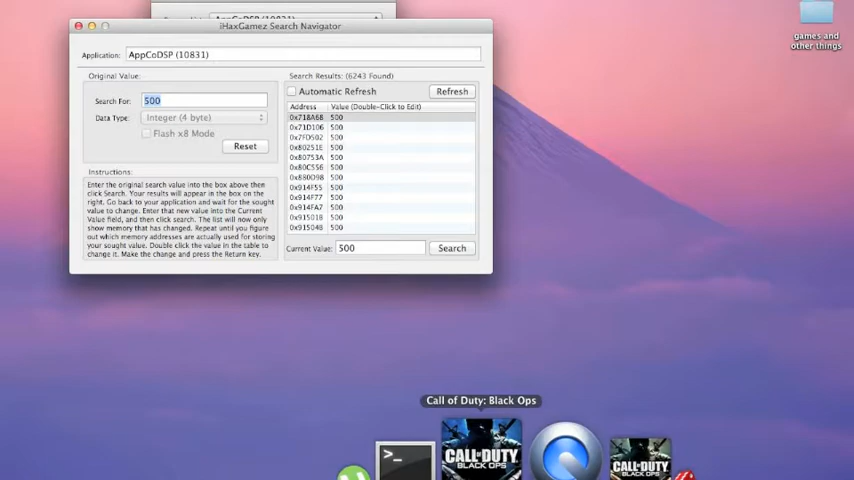 AppCoDSP (10831)
iHaxGamez Search Navigator
Application: AppCoDSP (10831)
Original Value:
Search For: 500
Data Type: Integer (4 byte)
Flash x8 Mode
Reset
Instructions:
Enter the original search value into the box above then
click Search. Your results will appear in the box on the
right. Go back to your application and wait for the sought
value to change. Enter that new value into the Current
Value field, and then click search. The list will now only
show memory that has changed. Repeat until you figure
out which memory addresses are actually used for storing
your sought value. Double click the value in the table to
change it. Make the change and press the Return key.
Search Results: (6243 Found)
Automatic Refresh
Refresh
Address Value (Double-Click to Edit)
0x718A68 500
0x71D106 500
0x7FD502 500
0x80251E 500
0x80753A 500
0x80C556 500
0x880D98 500
0x914F55 500
0x914F77 500
0x914FA7 500
0x91501B 500
0x91504B 500
Current Value: 500
Search
games and
other things
Call of Duty: Black Ops
>_
CALL OF DUTY
BLACK OPS
CALL OF DUTY
BLACK OPS